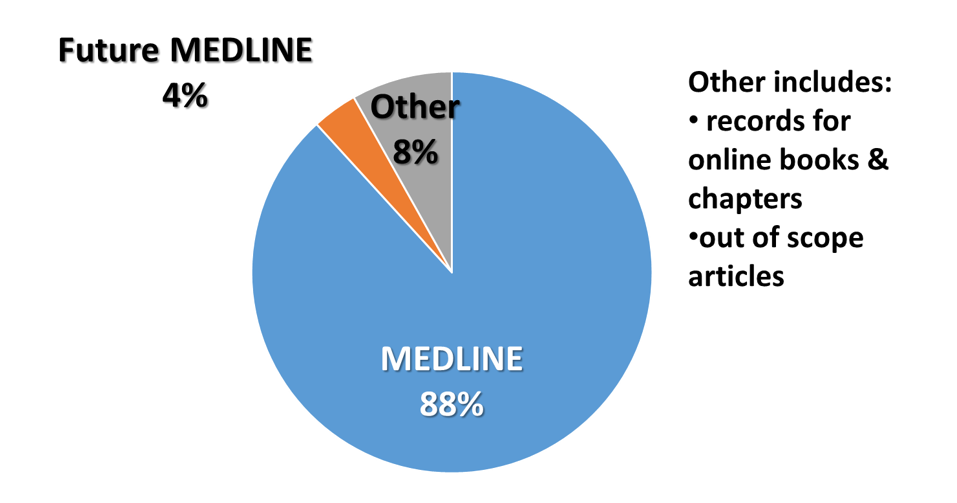 Future MEDLINE
4%
Other
8%
MEDLINE
88%
Other includes:
• records for
online books &
chapters
•out of scope
articles